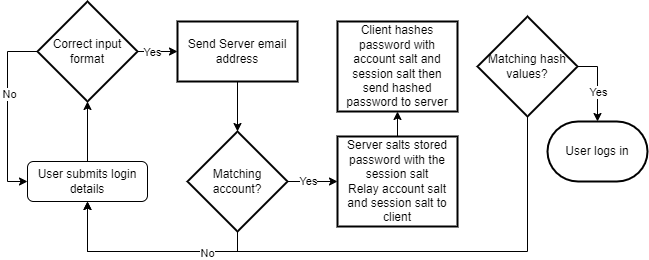 Correct input
format
Yes
No
Send Server email
address
Client hashes
password with
account salt and
session salt then
send hashed
password to server
Matching hash
values?
Yes
User logs in
User submits login
details
Matching
account?
Yes
Server salts stored
password with the
session salt
Relay account salt
and session salt to
client
No